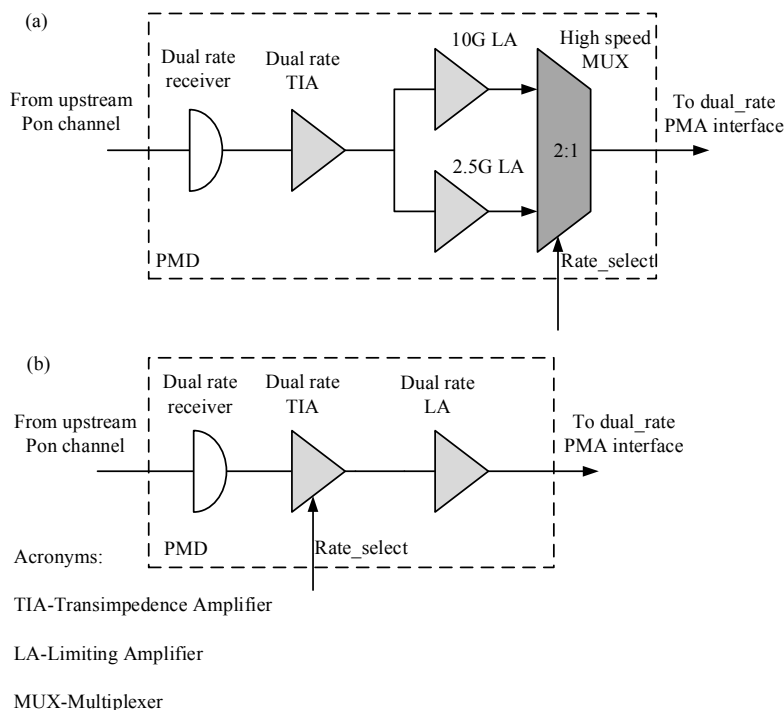 (a)
Dual rate
receiver
Dual rate
TIA
10G LA
High speed
MUX
From upstream
Pon channel
To dual_rate
PMA interface
2:1
2.5G LA
PMD
Rate_select
(b)
Dual rate
receiver
Dual rate
TIA
Dual rate
LA
From upstream
Pon channel
To dual_rate
PMA interface
PMD
Rate_select
Acronyms:
TIA-Transimpedence Amplifier
LA-Limiting Amplifier
MUX-Multiplexer